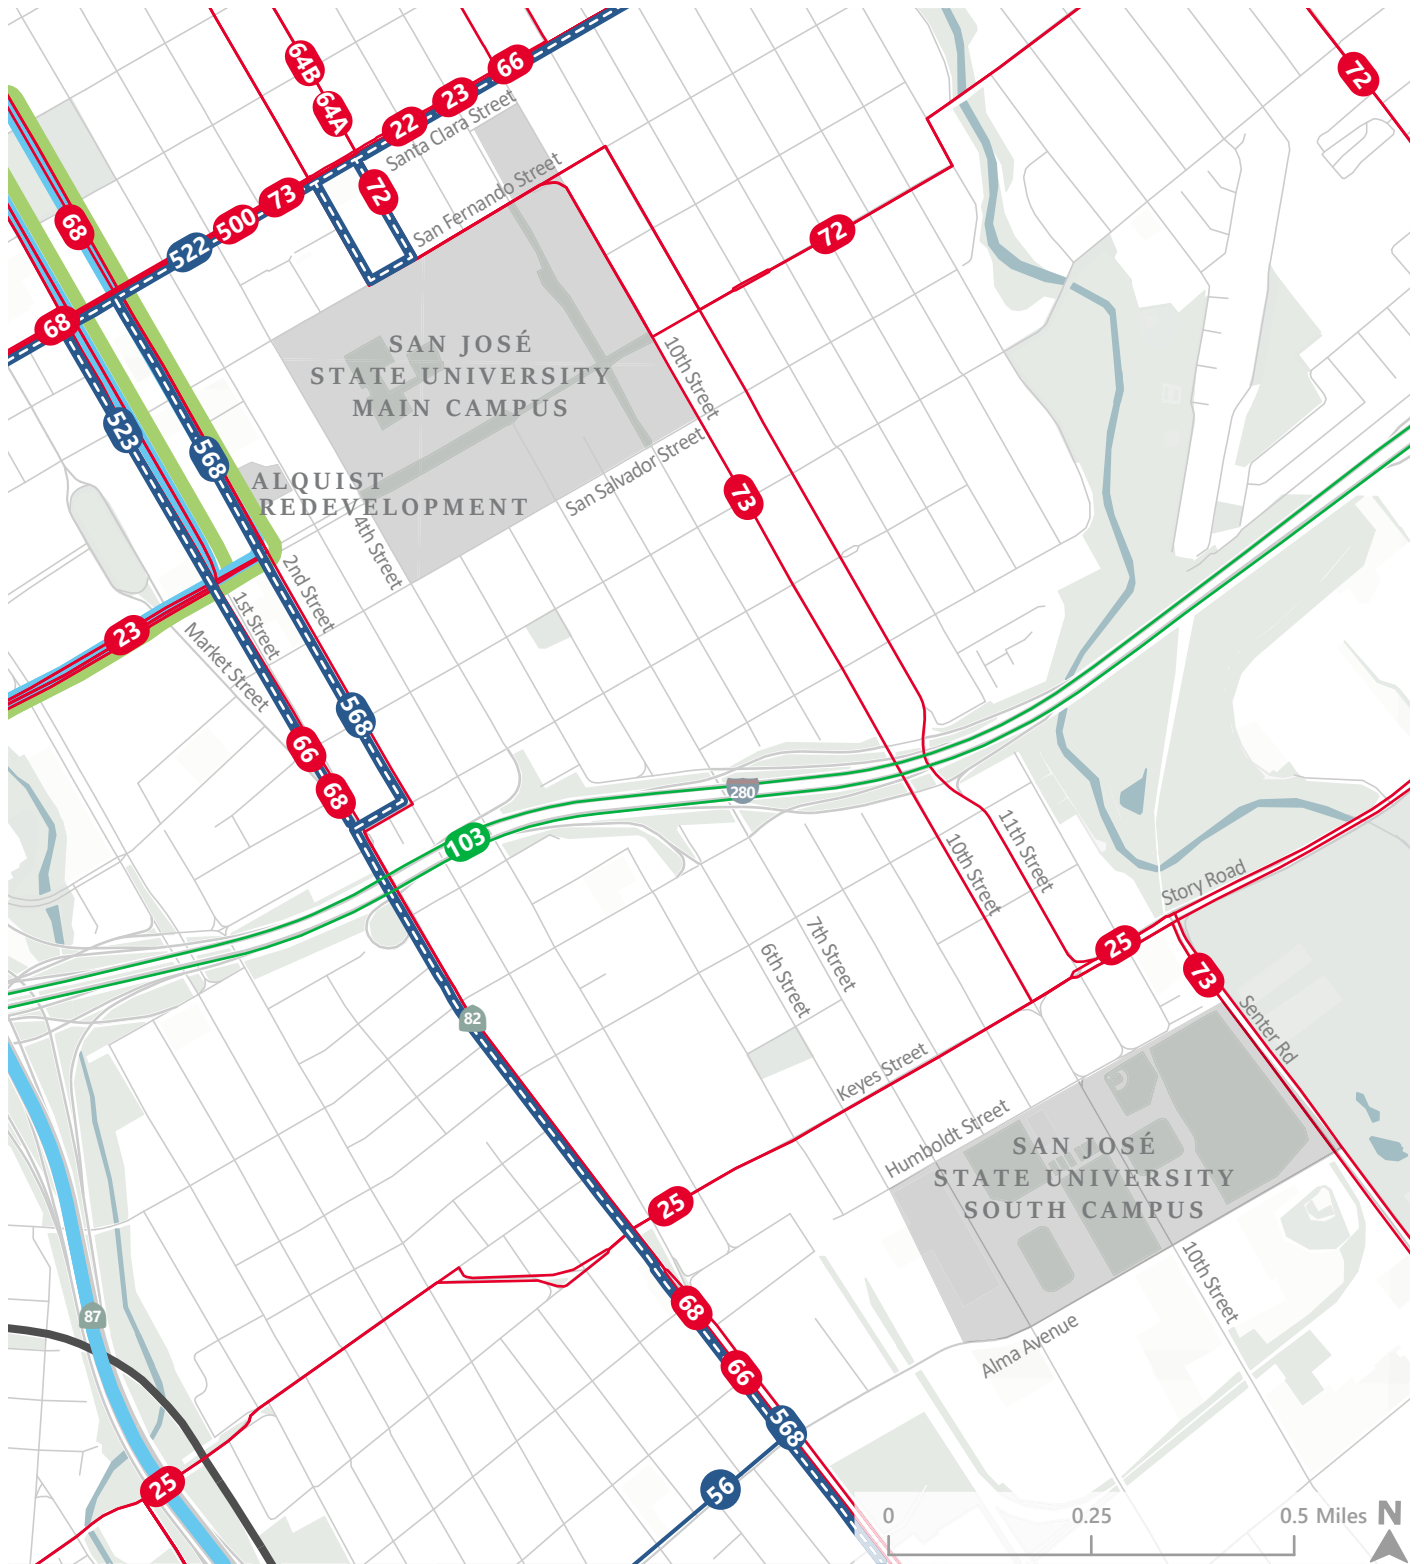 64B
64A
66
23
22
Santa Clara Street
72
73
500
522
72
San Fernando Street
68
72
68
SAN JOSÉ
STATE UNIVERSITY
MAIN CAMPUS
10th Street
523
568
ALQUIST
REDEVELOPMENT
San Salvador Street
73
4th Street
2nd Street
1st Street
23
Market Street
568
66
68
280
103
11th Street
10th Street
Story Road
25
7th Street
6th Street
73
82
Senter Rd
Keyes Street
Humboldt Street
SAN JOSÉ
STATE UNIVERSITY
SOUTH CAMPUS
25
10th Street
68
87
Alma Avenue
66
568
25
56
0 0.25 0.5 Miles
N